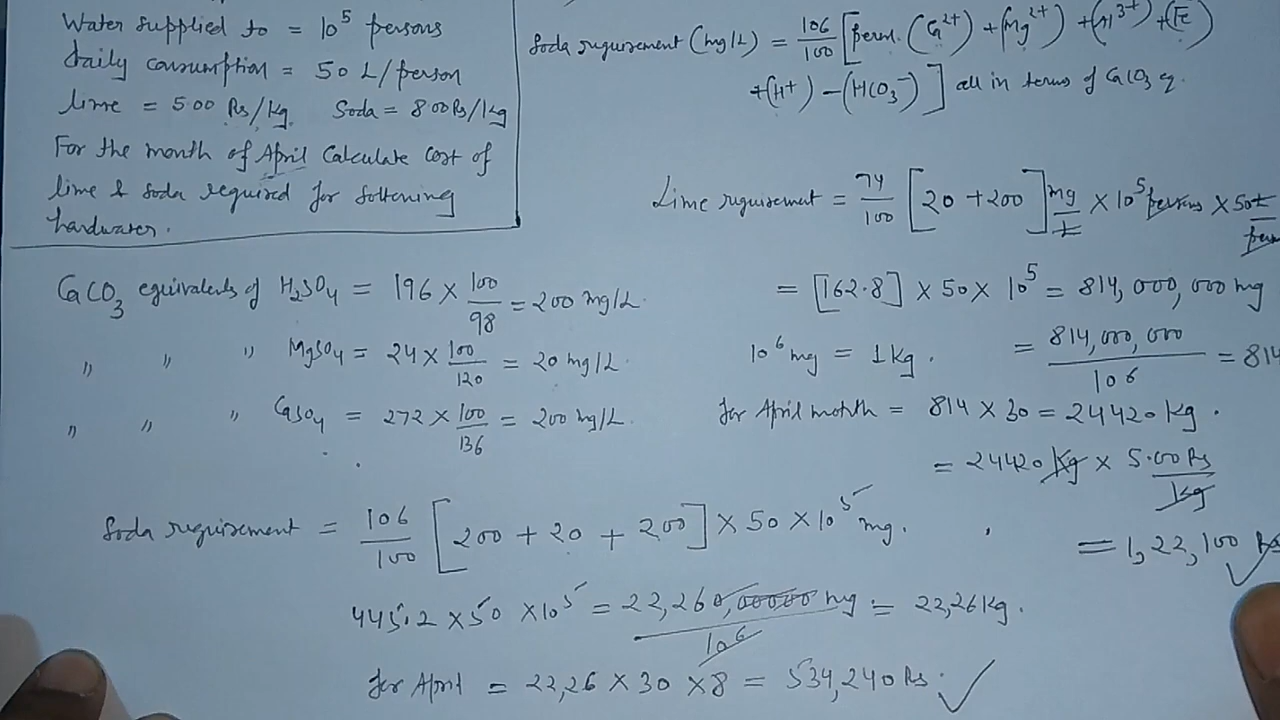 Water supplied to = 10⁵ persons
daily consumption = 50 L/person
lime = 5.00 Rs/kg. Soda = 8.00 Rs/kg
For the month of April Calculate Cost of
lime & soda required for softening
hardwater.
Soda requirement (mg/L) = 106/100 [perm. (Ca²⁺) + (Mg²⁺) + (Al³⁺) + (Fe)
+ (H⁺) - (HCO₃⁻)] all in terms of CaCO₃ eq.
Lime requirement = 74/100 [20 + 200] mg/L × 10⁵ persons × 50 L/
= [162.8] × 50 × 10⁵ = 814,000,000 mg
10⁶ mg = 1 kg. = 814,000,000/10⁶ = 814
for April month = 814 × 30 = 24420 kg.
= 24420 kg × 5.00 Rs/kg
= 1,22,100 Rs
CaCO₃ equivalents of H₂SO₄ = 196 × 100/98 = 200 mg/L.
" " " MgSO₄ = 24 × 100/120 = 20 mg/L.
" " " CaSO₄ = 272 × 100/136 = 200 mg/L.
Soda requirement = 106/100 [200 + 20 + 200] × 50 × 10⁵ mg.
445.2 × 50 × 10⁵ = 22,260,00000 mg/10⁶ = 22,26 kg.
for April = 22,26 × 30 × 8 = 534,240 Rs.